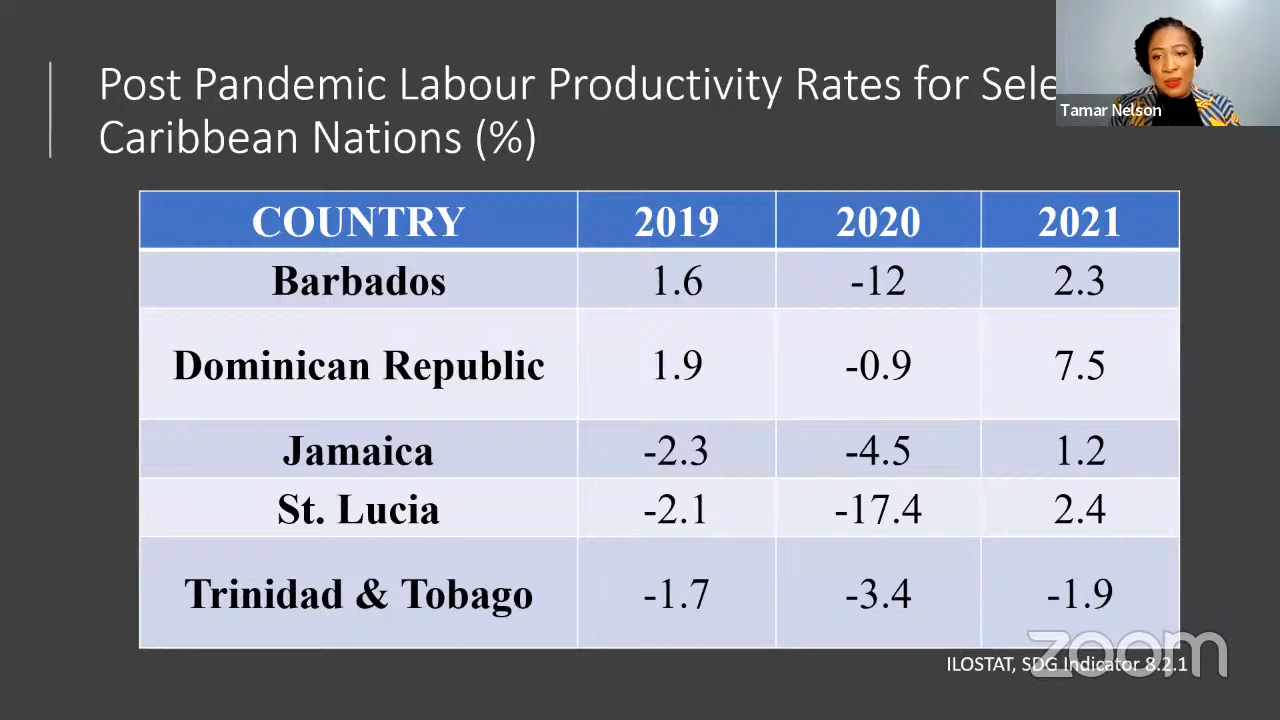 Post Pandemic Labour Productivity Rates for Sele
Caribbean Nations (%)
Tamar Nelson
COUNTRY 2019 2020 2021
Barbados 1.6 -12 2.3
Dominican Republic 1.9 -0.9 7.5
Jamaica -2.3 -4.5 1.2
St. Lucia -2.1 -17.4 2.4
Trinidad & Tobago -1.7 -3.4 -1.9
zoom
ILOSTAT, SDG Indicator 8.2.1